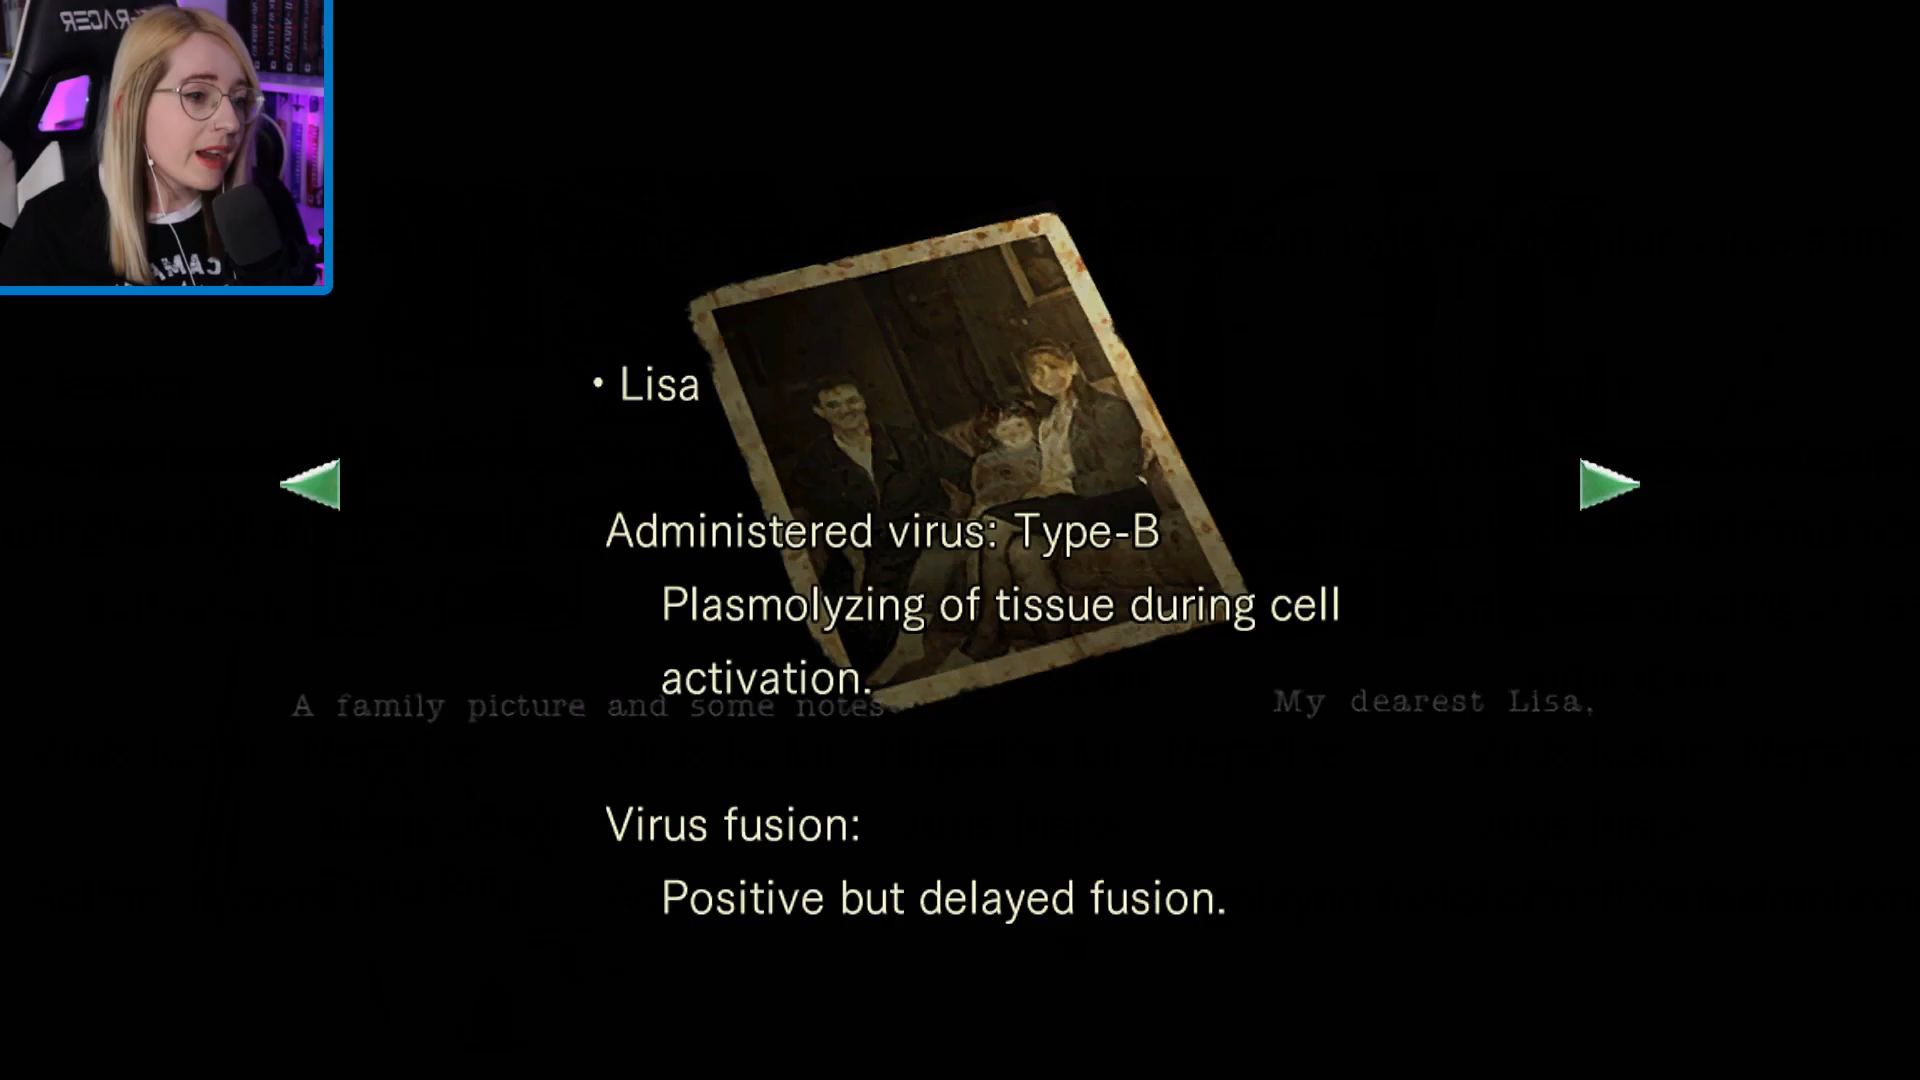 • Lisa
Administered virus: Type-B
Plasmolyzing of tissue during cell
activation.
A family picture and some notes
My dearest Lisa,
Virus fusion:
Positive but delayed fusion.